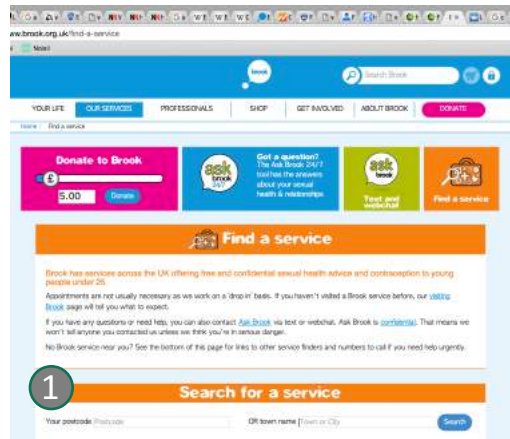 ww.brook.org.uk/find-a-service
brook
Search Brook
YOUR LIFE OUR SERVICES PROFESSIONALS SHOP GET INVOLVED ABOUT BROOK DONATE
Home / Find a service
Donate to Brook
£
5.00 Donate
ask brook 24/7
Got a question?
The Ask Brook 24/7
tool has the answers
about your sexual
health & relationships
ask brook
Text and
webchat
Find a service
Find a service
Brook has services across the UK offering free and confidential sexual health advice and contraception to young
people under 25.
Appointments are not usually necessary as we work on a 'drop in' basis. If you haven't visited a Brook service before, our visiting
Brook page will tell you what to expect.
If you have any questions or need help, you can also contact Ask Brook via text or webchat. Ask Brook is confidential. That means we
won't tell anyone you contacted us unless we think you're in serious danger.
No Brook service near you? See the bottom of this page for links to other service finders and numbers to call if you need help urgently.
1
Search for a service
Your postcode Postcode OR town name Town or City Search